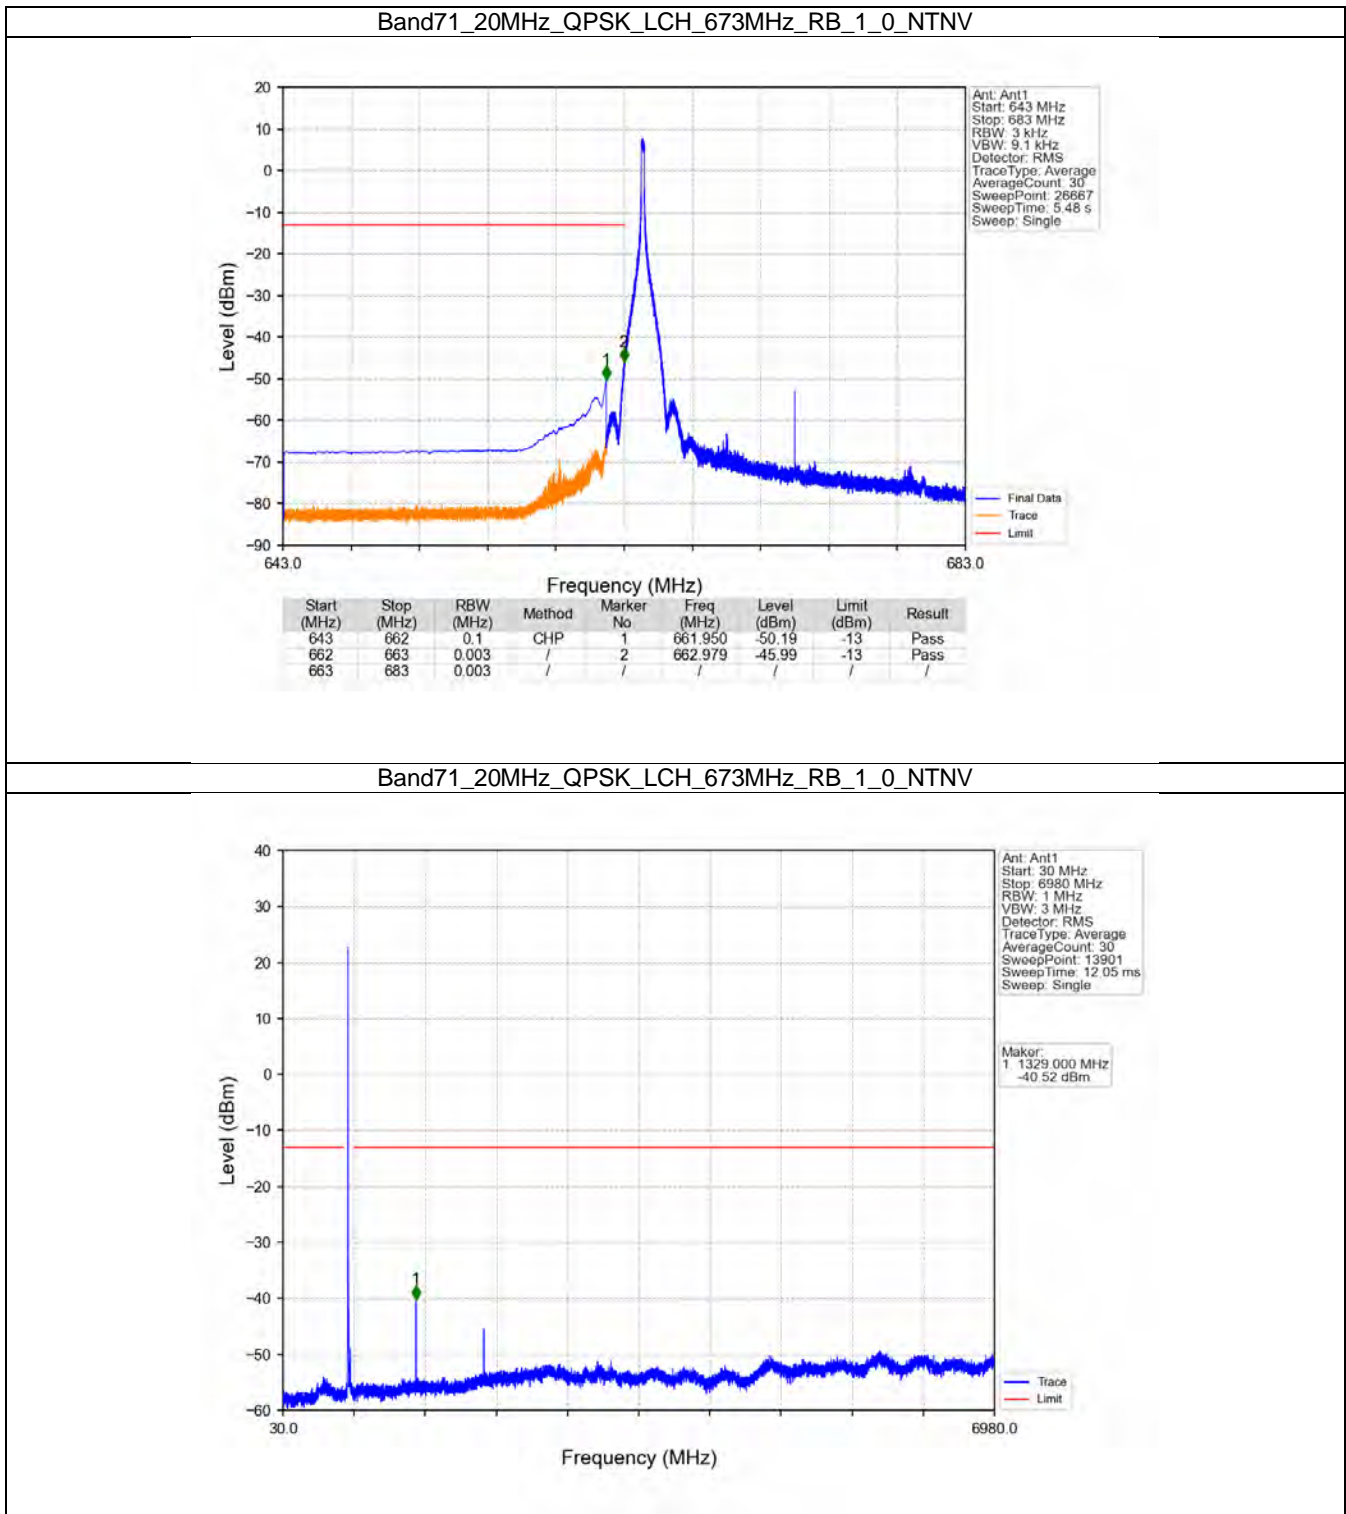 Band71_20MHz_QPSK_LCH_673MHz_RB_1_0_NTNV
Ant: Ant1
Start: 643 MHz
Stop: 683 MHz
RBW: 3 kHz
VBW: 9.1 kHz
Detector: RMS
TraceType: Average
AverageCount: 30
SweepPoint: 26667
SweepTime: 5.48 s
Sweep: Single
20
10
0
−10
−20
−30
−40
−50
−60
−70
−80
−90
Level (dBm)
1
2
Final Data
Trace
Limit
643.0 683.0
Frequency (MHz)
Start (MHz) Stop (MHz) RBW (MHz) Method Marker No Freq (MHz) Level (dBm) Limit (dBm) Result
643 662 0.1 CHP 1 661.950 -50.19 -13 Pass
662 663 0.003 / 2 662.979 -45.99 -13 Pass
663 683 0.003 / / / / / /
Band71_20MHz_QPSK_LCH_673MHz_RB_1_0_NTNV
Ant: Ant1
Start: 30 MHz
Stop: 6980 MHz
RBW: 1 MHz
VBW: 3 MHz
Detector: RMS
TraceType: Average
AverageCount: 30
SweepPoint: 13901
SweepTime: 12.05 ms
Sweep: Single
Maker:
1 1329.000 MHz
-40.52 dBm
40
30
20
10
0
−10
−20
−30
−40
−50
−60
Level (dBm)
1
Trace
Limit
30.0 6980.0
Frequency (MHz)